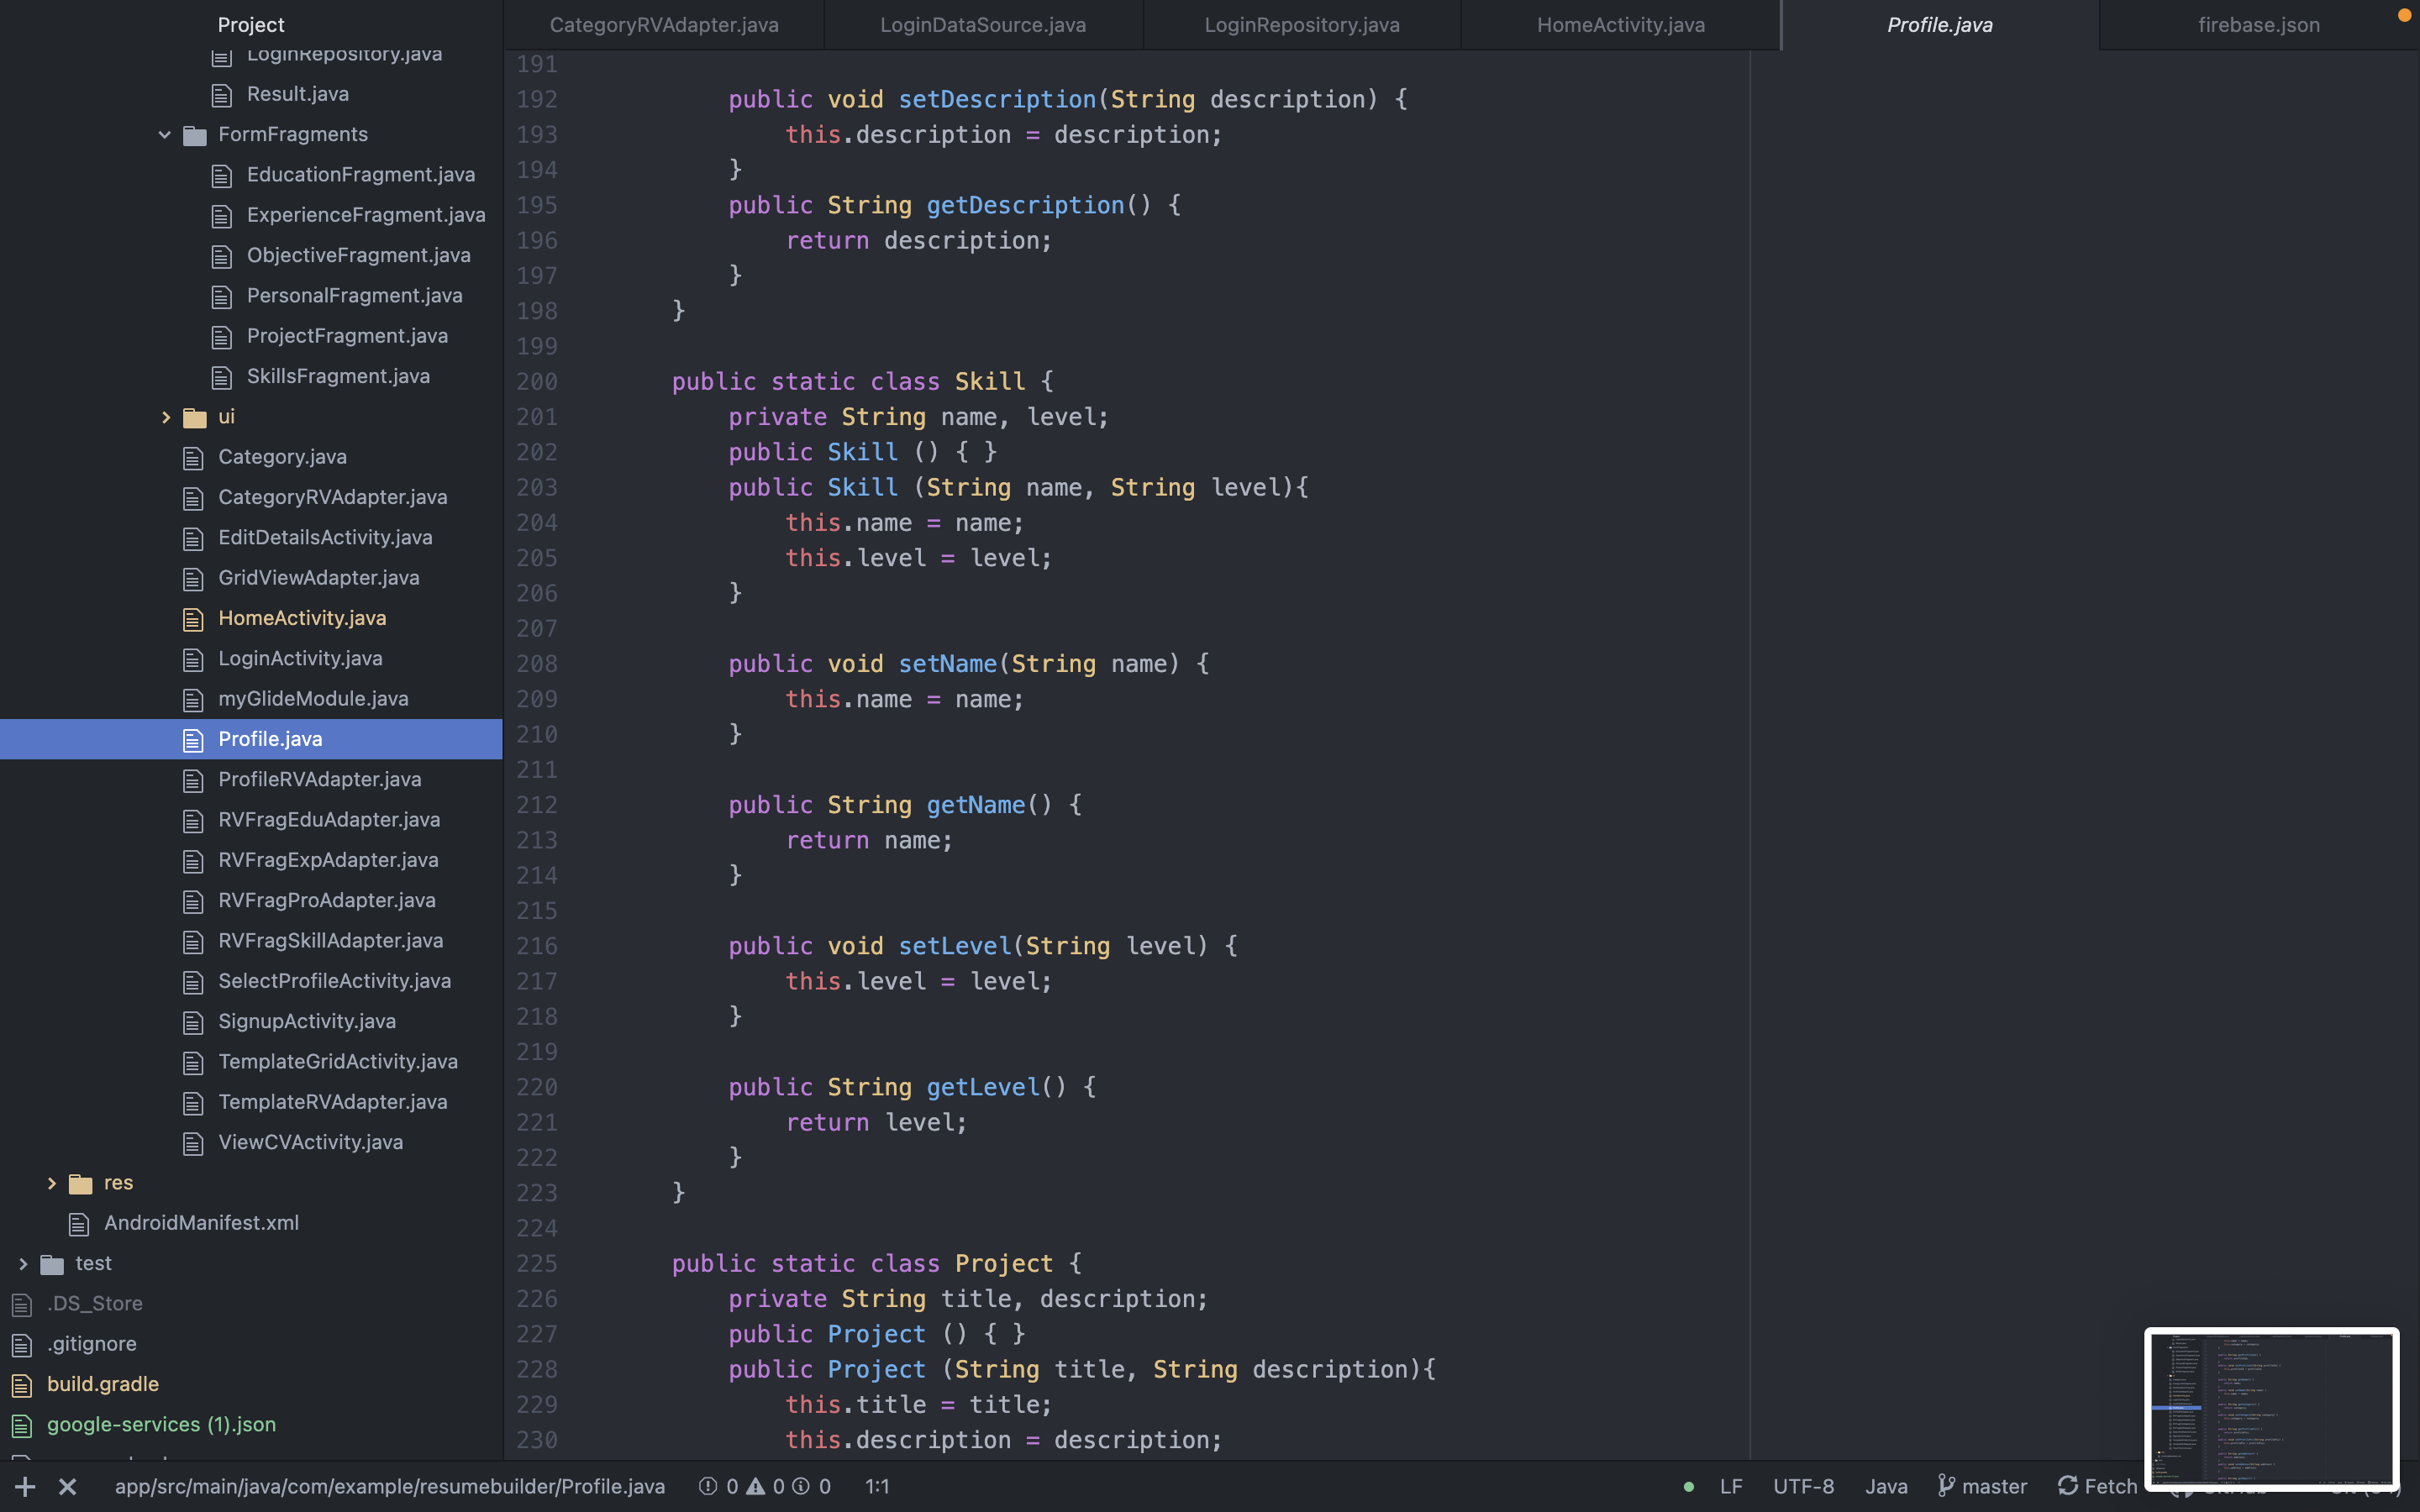 Project
LoginRepository.java
Result.java
FormFragments
EducationFragment.java
ExperienceFragment.java
ObjectiveFragment.java
PersonalFragment.java
ProjectFragment.java
SkillsFragment.java
ui
Category.java
CategoryRVAdapter.java
EditDetailsActivity.java
GridViewAdapter.java
HomeActivity.java
LoginActivity.java
myGlideModule.java
Profile.java
ProfileRVAdapter.java
RVFragEduAdapter.java
RVFragExpAdapter.java
RVFragProAdapter.java
RVFragSkillAdapter.java
SelectProfileActivity.java
SignupActivity.java
TemplateGridActivity.java
TemplateRVAdapter.java
ViewCVActivity.java
res
AndroidManifest.xml
test
.DS_Store
.gitignore
build.gradle
google-services (1).json
CategoryRVAdapter.java LoginDataSource.java LoginRepository.java HomeActivity.java Profile.java firebase.json
191
192 public void setDescription(String description) {
193 this.description = description;
194 }
195 public String getDescription() {
196 return description;
197 }
198 }
199
200 public static class Skill {
201 private String name, level;
202 public Skill () { }
203 public Skill (String name, String level){
204 this.name = name;
205 this.level = level;
206 }
207
208 public void setName(String name) {
209 this.name = name;
210 }
211
212 public String getName() {
213 return name;
214 }
215
216 public void setLevel(String level) {
217 this.level = level;
218 }
219
220 public String getLevel() {
221 return level;
222 }
223 }
224
225 public static class Project {
226 private String title, description;
227 public Project () { }
228 public Project (String title, String description){
229 this.title = title;
230 this.description = description;
app/src/main/java/com/example/resumebuilder/Profile.java 0 0 0 1:1 LF UTF-8 Java master Fetch